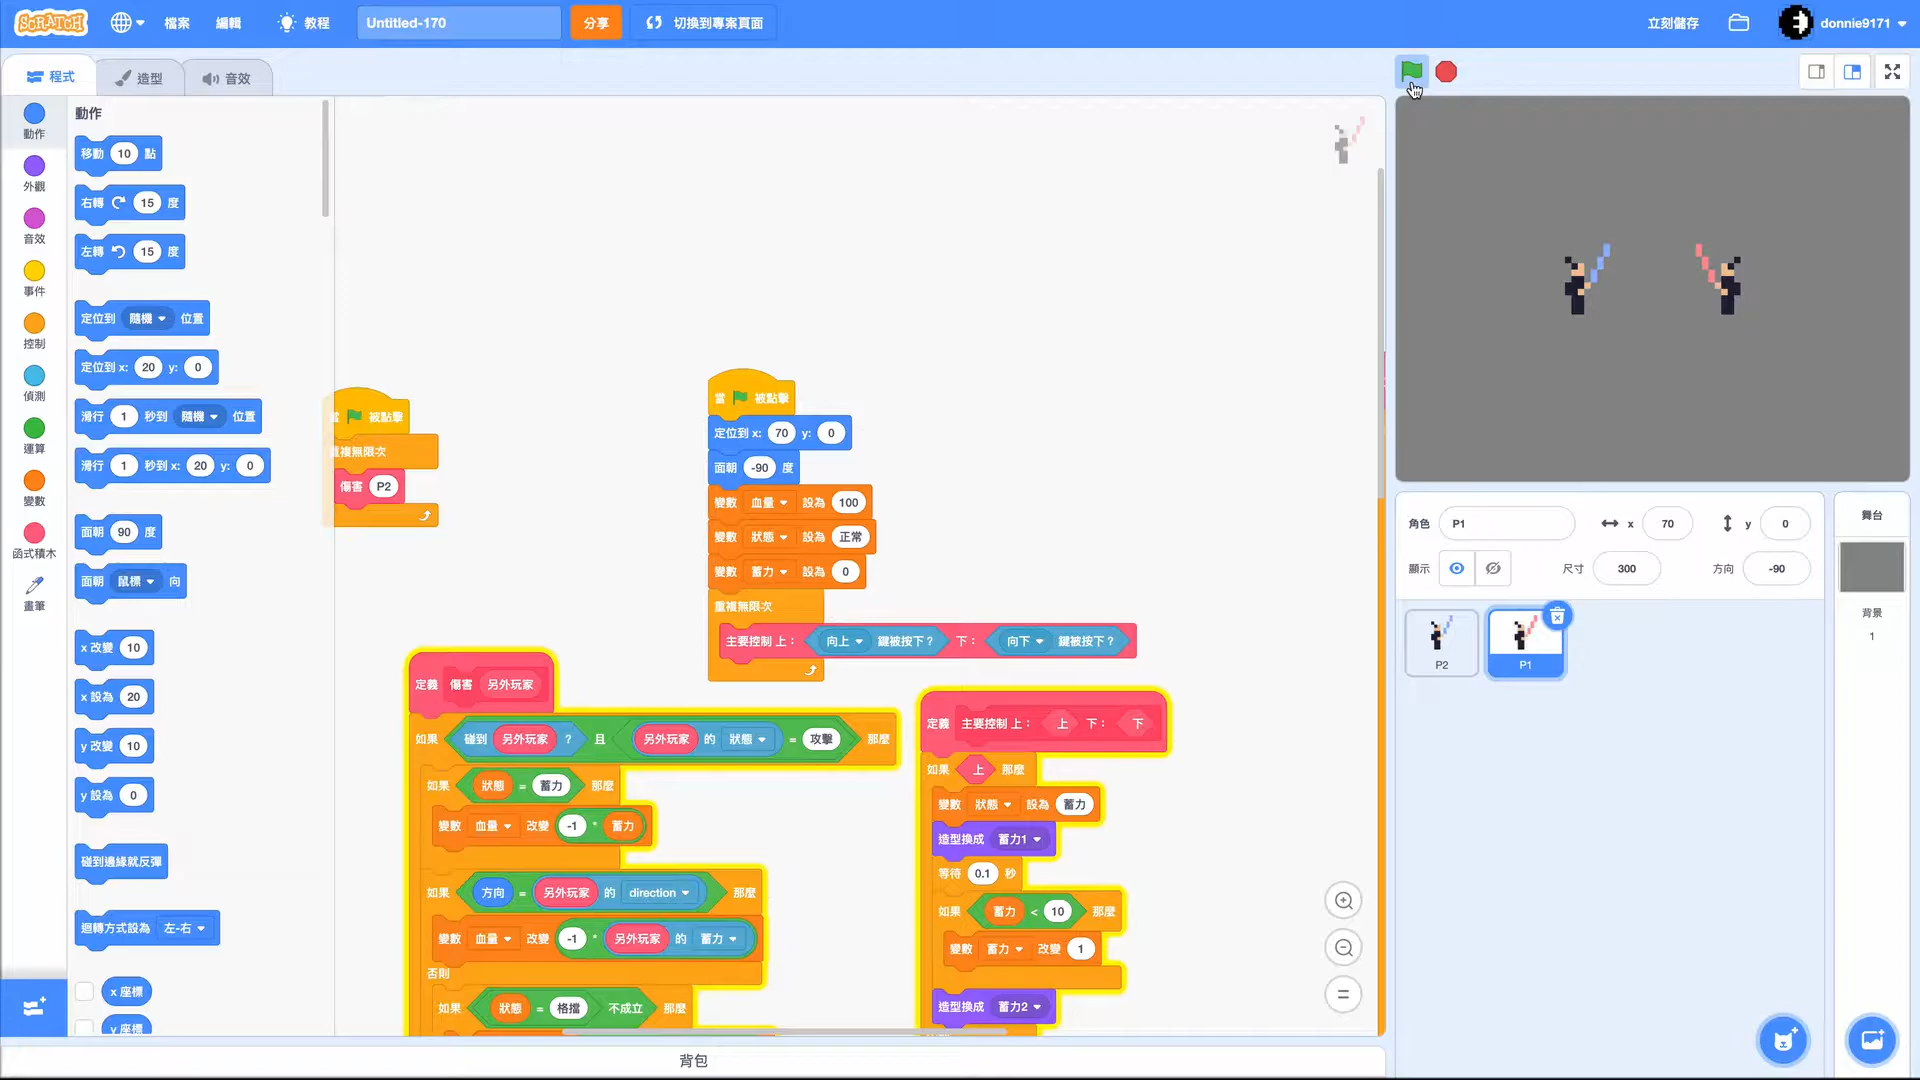 SCRATCH
檔案
編輯
教程
Untitled-170
分享
切換到專案頁面
立刻儲存
donnie9171
程式
造型
音效
動作
外觀
音效
事件
控制
偵測
運算
變數
函式積木
畫筆
動作
移動 10 點
右轉 15 度
左轉 15 度
定位到 隨機 位置
定位到 x: 20 y: 0
滑行 1 秒到 隨機 位置
滑行 1 秒到 x: 20 y: 0
面朝 90 度
面朝 鼠標 向
x 改變 10
x 設為 20
y 改變 10
y 設為 0
碰到邊緣就反彈
迴轉方式設為 左-右
x 座標
y 座標
當 被點擊
重複無限次
傷害 P2
當 被點擊
定位到 x: 70 y: 0
面朝 -90 度
變數 血量 設為 100
變數 狀態 設為 正常
變數 蓄力 設為 0
重複無限次
主要控制 上: 向上 鍵被按下? 下: 向下 鍵被按下?
定義 傷害 另外玩家
如果 碰到 另外玩家 ? 且 另外玩家 的 狀態 = 攻擊 那麼
如果 狀態 = 蓄力 那麼
變數 血量 改變 -1 * 蓄力
如果 方向 = 另外玩家 的 direction 那麼
變數 血量 改變 -1 * 另外玩家 的 蓄力
否則
如果 狀態 = 格擋 不成立 那麼
定義 主要控制 上: 上 下: 下
如果 上 那麼
變數 狀態 設為 蓄力
造型換成 蓄力1
等待 0.1 秒
如果 蓄力 < 10 那麼
變數 蓄力 改變 1
造型換成 蓄力2
背包
角色 P1 x 70 y 0
顯示 尺寸 300 方向 -90
P2
P1
舞台
背景
1